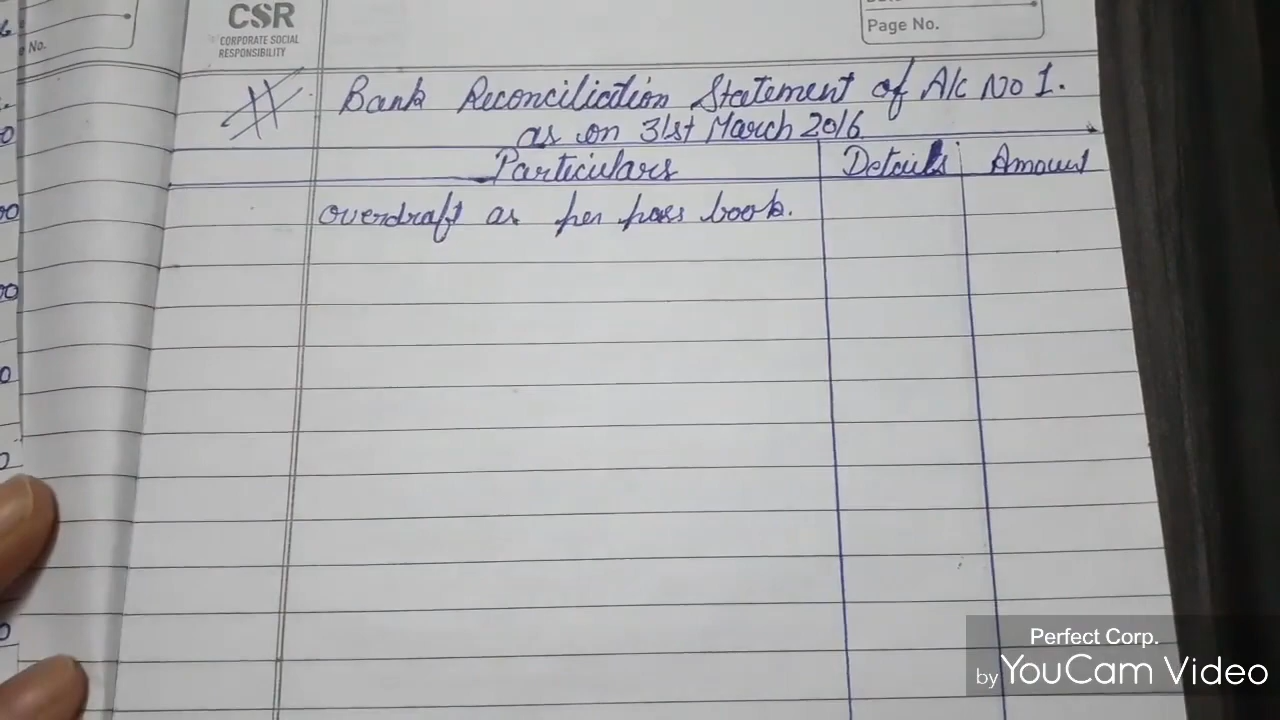 CSR
CORPORATE SOCIAL
RESPONSIBILITY
No.
Page No.
# Bank Reconciliation Statement of A/c No 1.
as on 31st March 2016
Particulars Details Amount
overdraft as per pass book.
Perfect Corp.
by YouCam Video